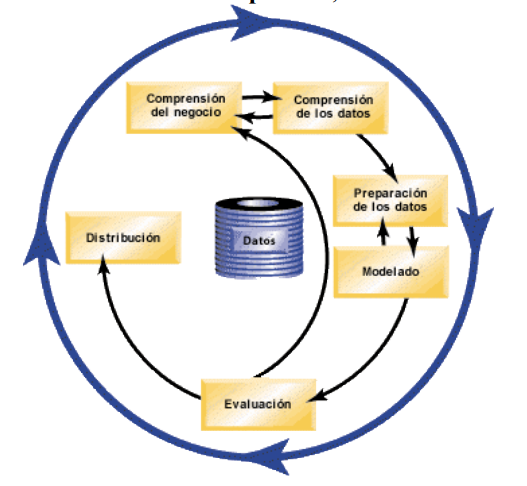 Comprensión
del negocio
Comprensión
de los datos
Preparación
de los datos
Modelado
Datos
Distribución
Evaluación